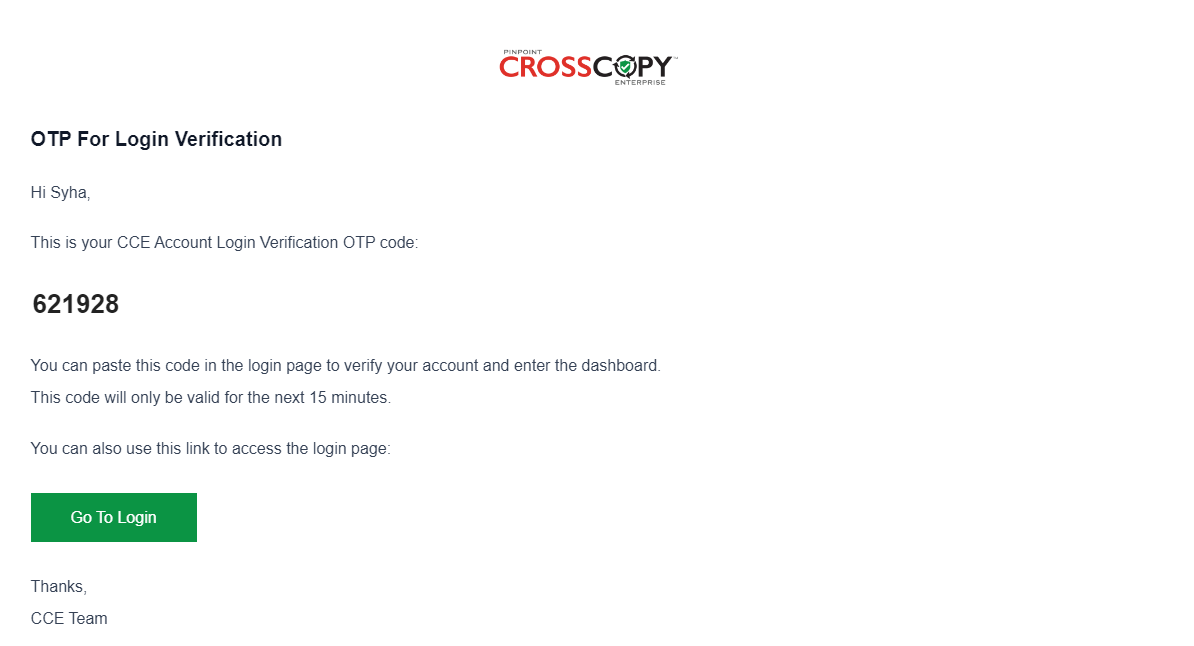 PINPOINT
CROSSCOPY™
ENTERPRISE
OTP For Login Verification
Hi Syha,
This is your CCE Account Login Verification OTP code:
621928
You can paste this code in the login page to verify your account and enter the dashboard.
This code will only be valid for the next 15 minutes.
You can also use this link to access the login page:
Go To Login
Thanks,
CCE Team